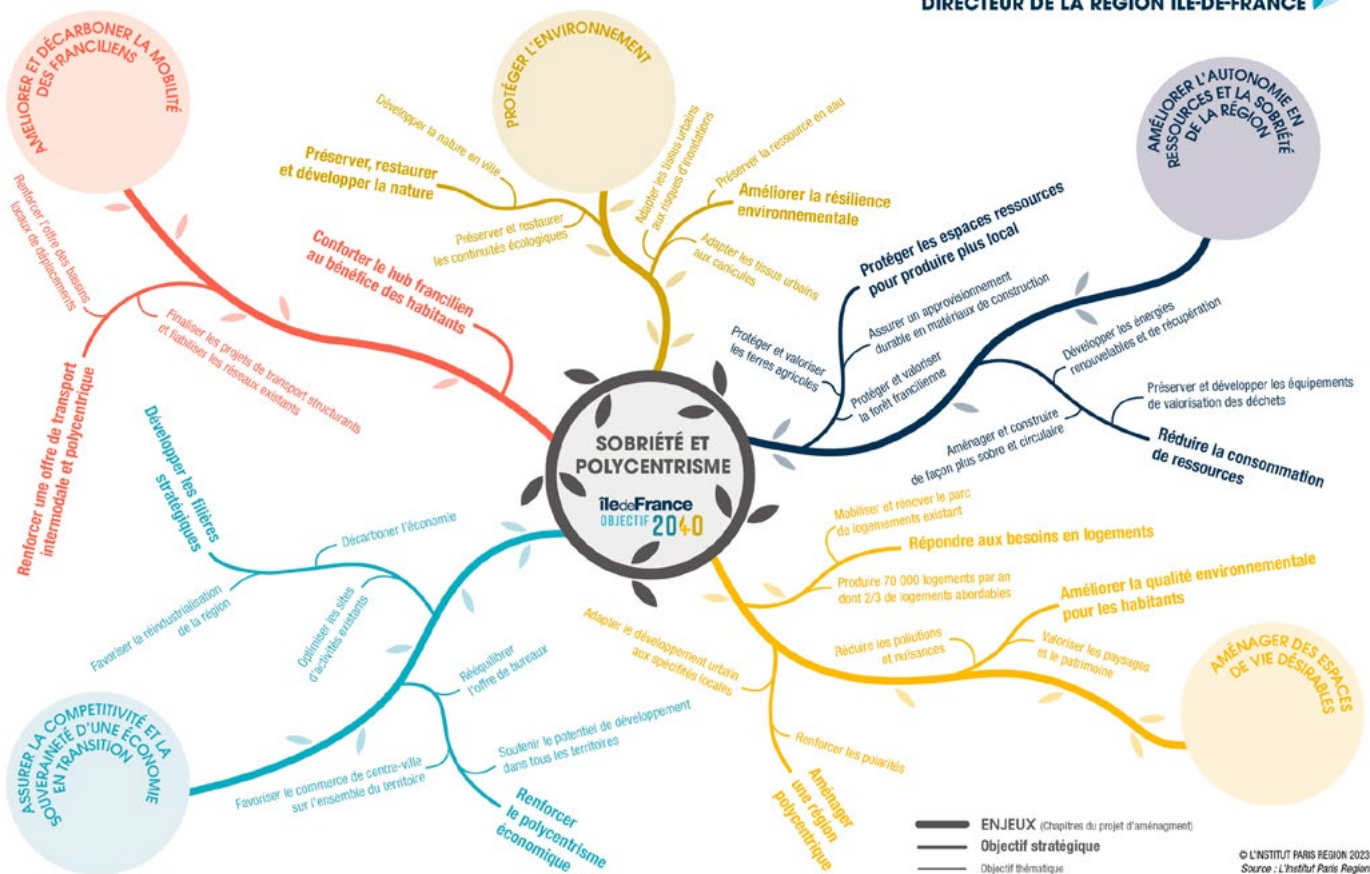 DIRECTEUR DE LA RÉGION ÎLE-DE-FRANCE
AMÉLIORER ET DÉCARBONER LA MOBILITÉ
DES FRANCILIENS
Renforcer l'offre des bassins
locaux de déplacements
Finaliser les projets de transport structurants
et fiabiliser les réseaux existants
Renforcer une offre de transport
intermodale et polycentrique
Conforter le hub francilien
au bénéfice des habitants
PROTÉGER L'ENVIRONNEMENT
Développer la nature en ville
Préserver, restaurer
et développer la nature
Préserver et restaurer
les continuités écologiques
Adapter les tissus urbains
aux risques d'inondations
Préserver la ressource en eau
Améliorer la résilience
environnementale
Adapter les tissus urbains
aux canicules
AMÉLIORER L'AUTONOMIE EN
RESSOURCES ET LA SOBRIÉTÉ
DE LA RÉGION
Protéger les espaces ressources
pour produire plus local
Assurer un approvisionnement
durable en matériaux de construction
Protéger et valoriser
les terres agricoles
Protéger et valoriser
la forêt francilienne
Développer les énergies
renouvelables et de récupération
Préserver et développer les équipements
de valorisation des déchets
Aménager et construire
de façon plus sobre et circulaire
Réduire la consommation
de ressources
SOBRIÉTÉ ET
POLYCENTRISME
îledeFrance
OBJECTIF 2040
Développer les filières
stratégiques
Décarboner l'économie
Favoriser la réindustrialisation
de la région
Optimiser les sites
d'activités existants
Rééquilibrer
l'offre de bureaux
Soutenir le potentiel de développement
dans tous les territoires
Favoriser le commerce de centre-ville
sur l'ensemble du territoire
Renforcer
le polycentrisme
économique
ASSURER LA COMPETITIVITÉ ET LA
SOUVERAINETÉ D'UNE ÉCONOMIE
EN TRANSITION
Mobiliser et rénover le parc
de logemements existant
Répondre aux besoins en logements
Produire 70 000 logements par an
dont 2/3 de logements abordables
Adapter le développement urbain
aux spécifités locales
Améliorer la qualité environnementale
pour les habitants
Réduire les pollutions
et nuisances
Valoriser les paysages
et le patrimoine
Renforcer les polarités
Aménager
une région
polycentrique
AMÉNAGER DES ESPACES
DE VIE DÉSIRABLES
ENJEUX (Chapitres du projet d'aménagment)
Objectif stratégique
Objectif thématique
© L'INSTITUT PARIS REGION 2023
Source : L'Institut Paris Region